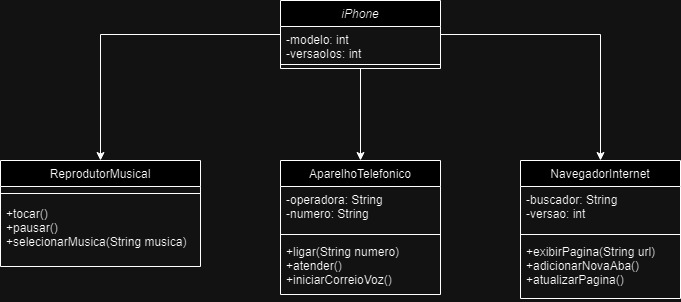 iPhone
-modelo: int
-versaoIos: int
ReprodutorMusical
+tocar()
+pausar()
+selecionarMusica(String musica)
AparelhoTelefonico
-operadora: String
-numero: String
+ligar(String numero)
+atender()
+iniciarCorreioVoz()
NavegadorInternet
-buscador: String
-versao: int
+exibirPagina(String url)
+adicionarNovaAba()
+atualizarPagina()